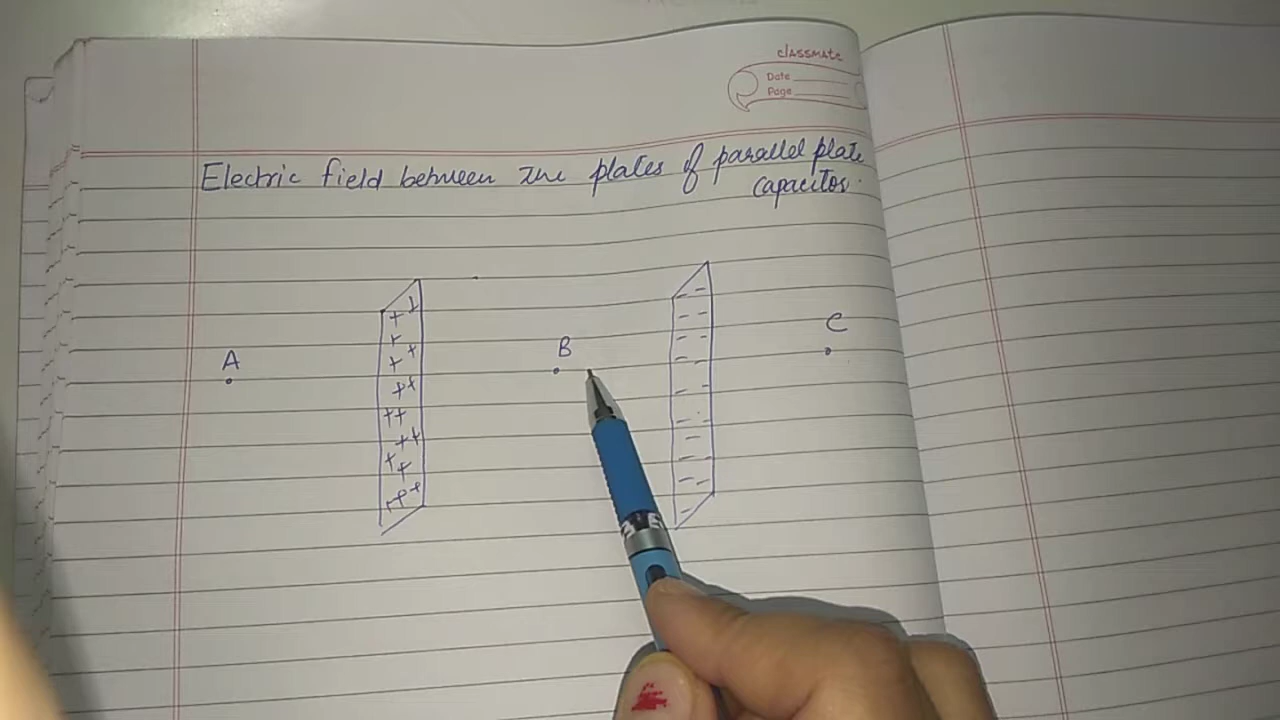 classmate
Date
Page
Electric field between the plates of parallel plate
capacitor.
C
B
A